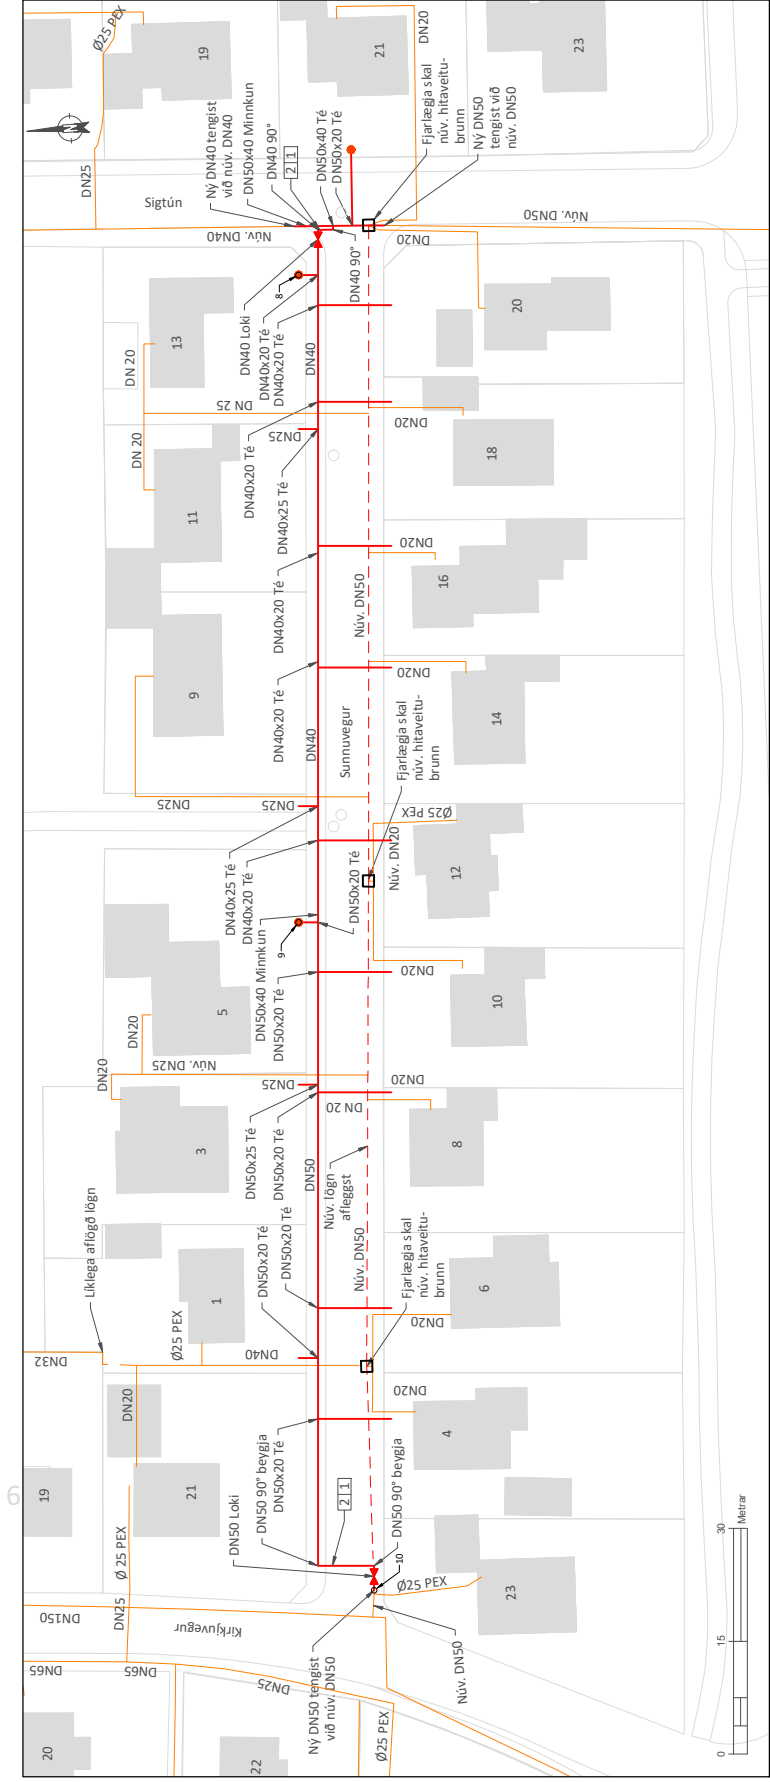 Ø25 PEX
19
21
DN20
23
Fjarlægja skal
núv. hitaveitu-
brunn
Ný DN50
tengist við
núv. DN50
DN50x40 Té
DN50x20 Té
2 1
DN40 90°
DN50x40 Minnkun
Ný DN40 tengist
við núv. DN40
DN25
Sigtún
Núv. DN40
DN40 90°
DN20
Núv. DN50
8
20
13
DN40 Loki
DN40x20 Té
DN40x20 Té
DN40
DN 20
DN 25
DN 20
DN40x20 Té
DN25
DN40x25 Té
DN20
18
11
DN40x20 Té
Núv. DN50
DN20
16
9
DN40x20 Té
DN40
Sunnuvegur
DN20
14
Fjarlægja skal
núv. hitaveitu-
brunn
DN25
DN25
DN40x25 Té
DN40x20 Té
Ø25 PEX
Núv. DN20
12
DN50x20 Té
9
DN50x40 Minnkun
DN50x20 Té
DN20
10
5
DN20
DN20
Núv. DN25
DN25
DN50x25 Té
DN50x20 Té
DN 20
DN20
8
3
DN50
Núv. lögn
aflegst
Núv. DN50
DN50x20 Té
DN50x20 Té
Fjarlægja skal
núv. hitaveitu-
brunn
6
DN20
1
Líklega aflögð lögn
Ø25 PEX
DN32
DN40
DN20
DN20
4
DN50 90° beygja
DN50x20 Té
DN50 Loki
2 1
DN50 90° beygja
10
Ø25 PEX
23
6
19
21
Ø 25 PEX
DN25
DN150
Kirkjuvegur
DN65
DN65
DN25
Ný DN50 tengist
við núv. DN50
Núv. DN50
Ø25 PEX
20
22
0
15
30
Metrar